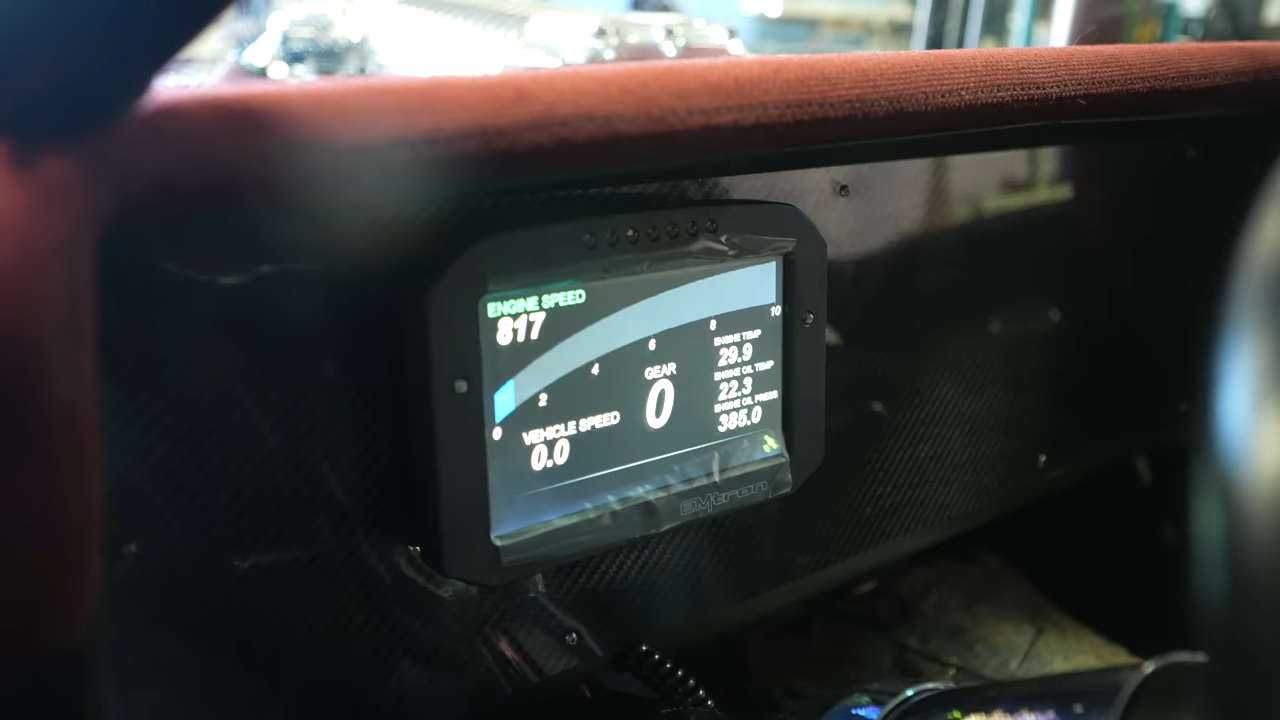 ENGINE SPEED
817
0
2
4
6
8
10
GEAR
0
VEHICLE SPEED
0.0
ENGINE TEMP
29.9
ENGINE OIL TEMP
22.3
ENGINE OIL PRESS
385.0
EMtron